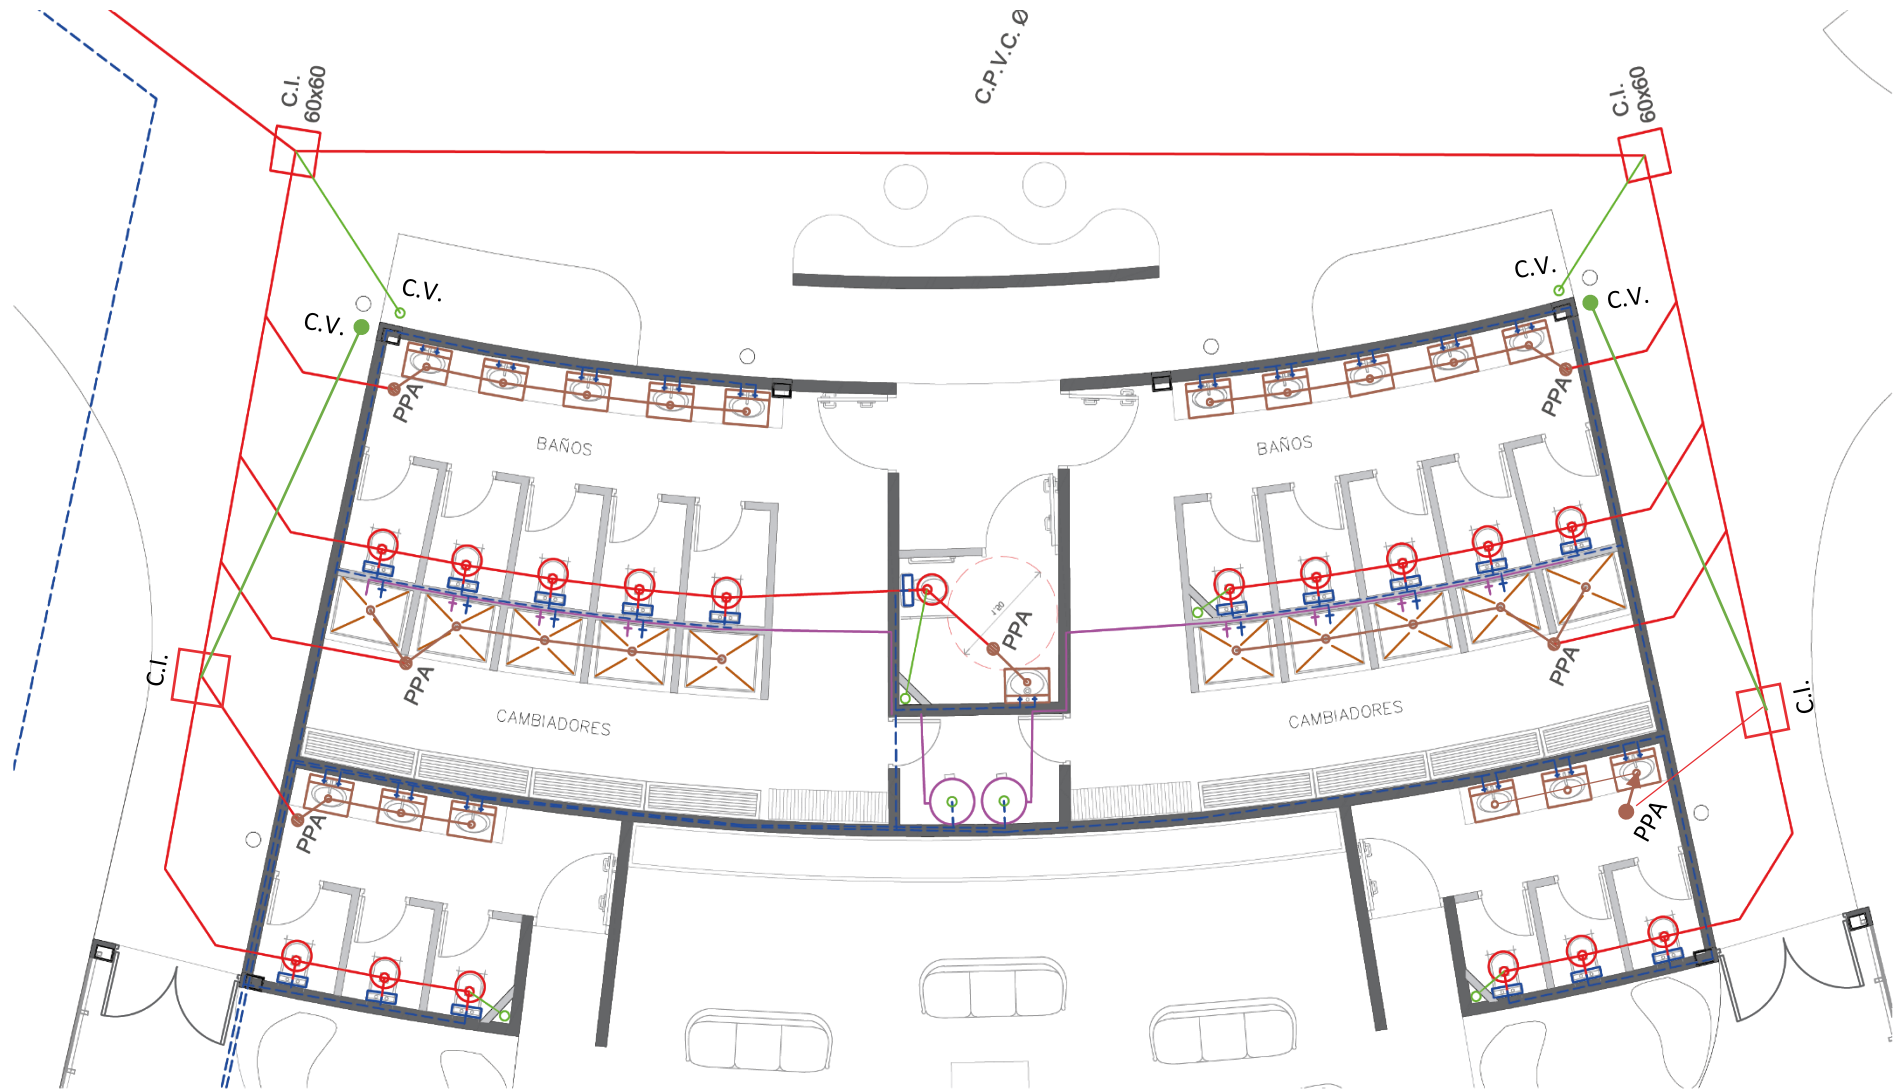 C.P.V.C. Ø
C.I.
60x60
C.I.
60x60
C.V.
C.V.
C.V.
C.V.
PPA
PPA
BAÑOS
BAÑOS
PPA
PPA
PPA
C.I.
C.I.
CAMBIADORES
CAMBIADORES
PPA
PPA